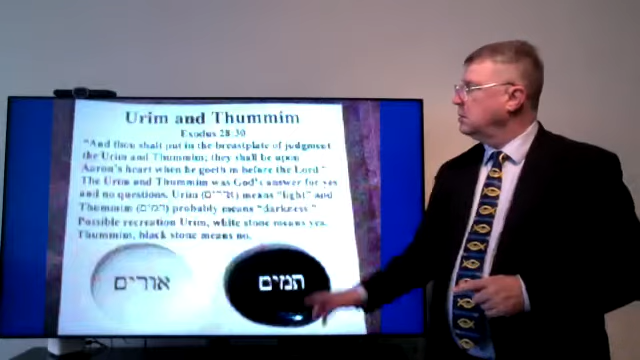 Urim and Thummim
Exodus 28:30
"And thou shalt put in the breastplate of judgment
the Urim and Thummim; they shall be upon
Aaron's heart when he goeth in before the Lord."
The Urim and Thummim was God's answer for yes
and no questions. Urim (אורים) means "light" and
Thummim (תמים) probably means "darkness."
Possible recreation Urim, white stone means yes.
Thummim, black stone means no.
אורים תמים